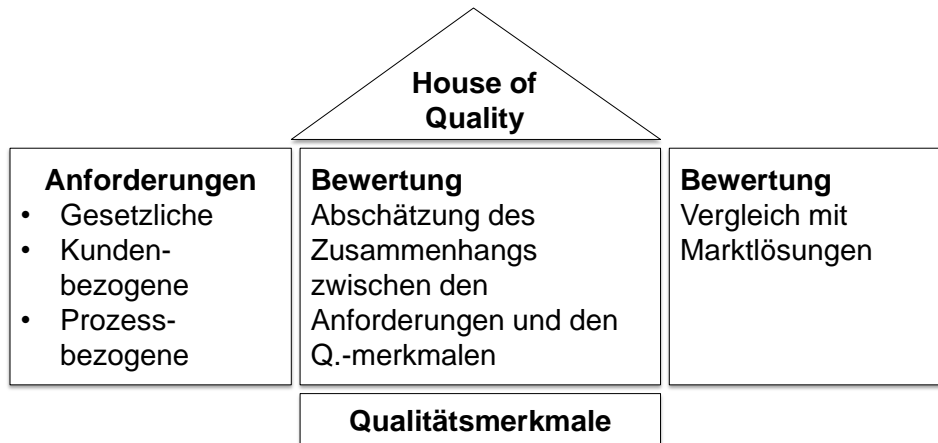 House of
Quality
Anforderungen
• Gesetzliche
• Kunden-
bezogene
• Prozess-
bezogene
Bewertung
Abschätzung des
Zusammenhangs
zwischen den
Anforderungen und den
Q.-merkmalen
Bewertung
Vergleich mit
Marktlösungen
Qualitätsmerkmale